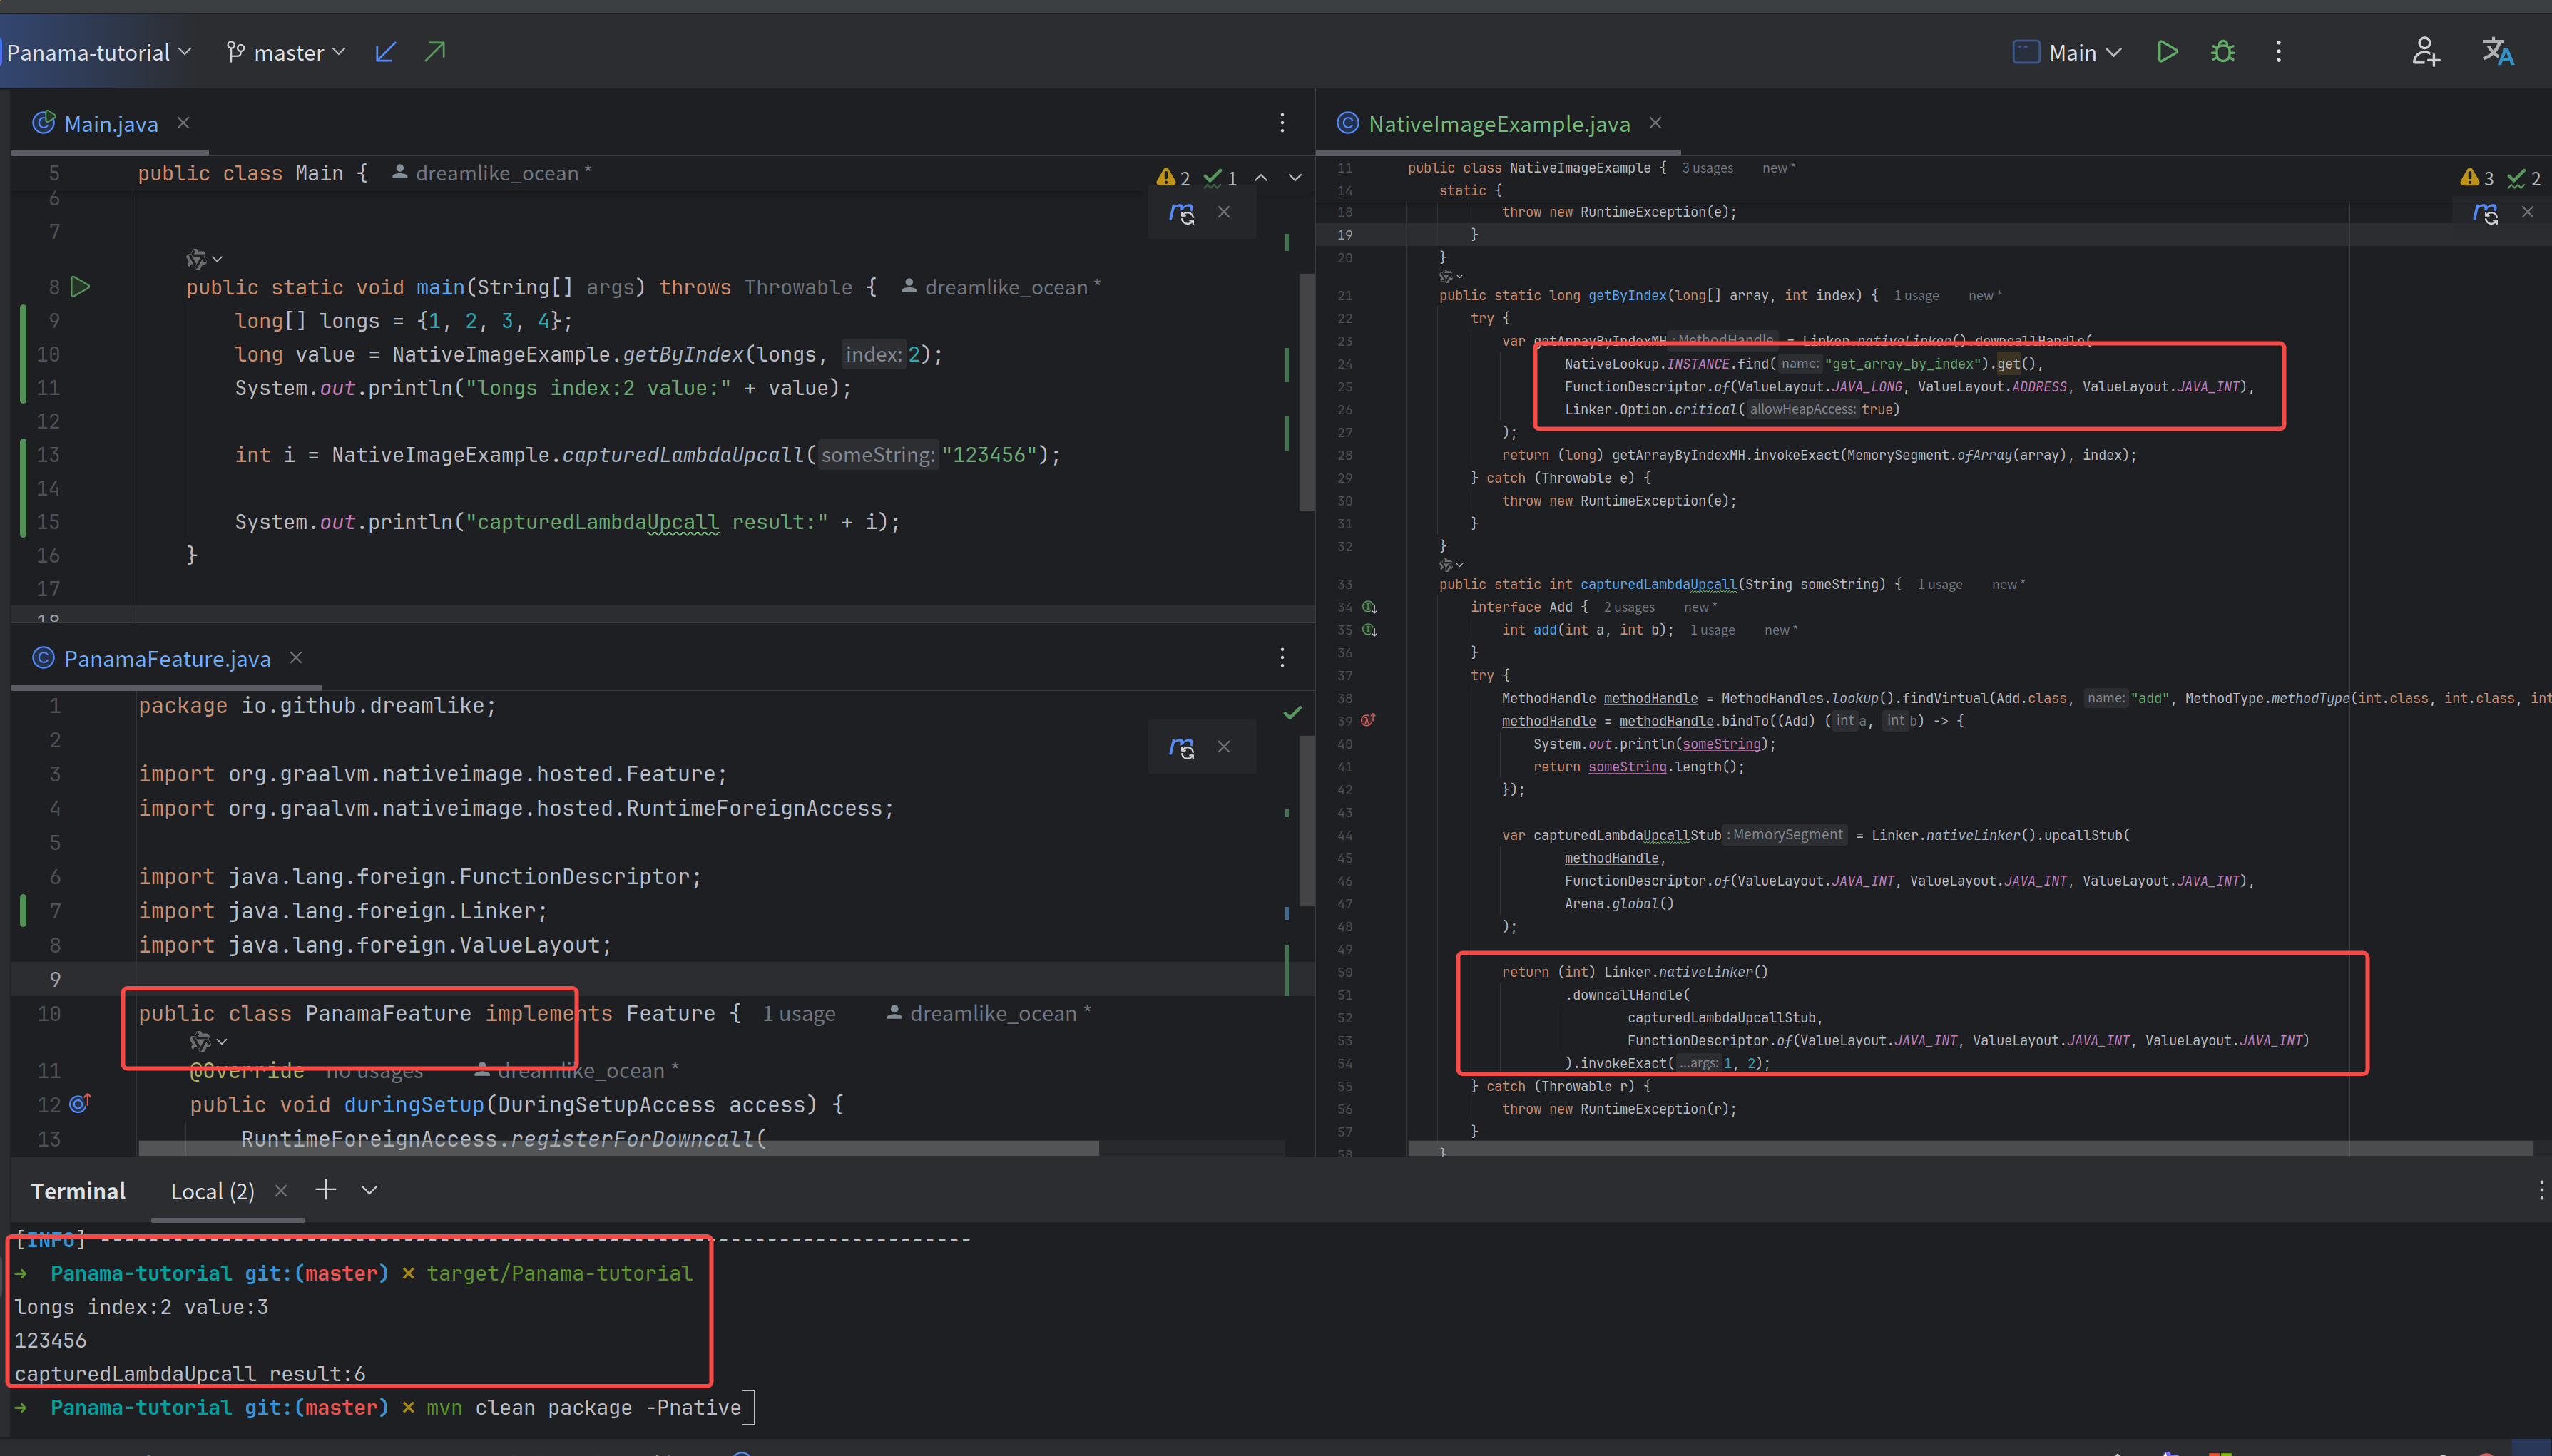 Panama-tutorial
master
Main
Main.java
5 public class Main { dreamlike_ocean *
2 1
6
7
8 public static void main(String[] args) throws Throwable { dreamlike_ocean *
9 long[] longs = {1, 2, 3, 4};
10 long value = NativeImageExample.getByIndex(longs, index: 2);
11 System.out.println("longs index:2 value:" + value);
12
13 int i = NativeImageExample.capturedLambdaUpcall( someString: "123456");
14
15 System.out.println("capturedLambdaUpcall result:" + i);
16 }
17
18
PanamaFeature.java
1 package io.github.dreamlike;
2
3 import org.graalvm.nativeimage.hosted.Feature;
4 import org.graalvm.nativeimage.hosted.RuntimeForeignAccess;
5
6 import java.lang.foreign.FunctionDescriptor;
7 import java.lang.foreign.Linker;
8 import java.lang.foreign.ValueLayout;
9
10 public class PanamaFeature implements Feature { 1 usage dreamlike_ocean *
11 @Override no usages dreamlike_ocean *
12 public void duringSetup(DuringSetupAccess access) {
13 RuntimeForeignAccess.registerForDowncall(
NativeImageExample.java
11 public class NativeImageExample { 3 usages new *
3 2
14 static {
18 throw new RuntimeException(e);
19 }
20 }
21 public static long getByIndex(long[] array, int index) { 1 usage new *
22 try {
23 var getArrayByIndexMH : MethodHandle = Linker.nativeLinker().downcallHandle(
24 NativeLookup.INSTANCE.find( name: "get_array_by_index").get(),
25 FunctionDescriptor.of(ValueLayout.JAVA_LONG, ValueLayout.ADDRESS, ValueLayout.JAVA_INT),
26 Linker.Option.critical( allowHeapAccess: true)
27 );
28 return (long) getArrayByIndexMH.invokeExact(MemorySegment.ofArray(array), index);
29 } catch (Throwable e) {
30 throw new RuntimeException(e);
31 }
32 }
33 public static int capturedLambdaUpcall(String someString) { 1 usage new *
34 interface Add { 2 usages new *
35 int add(int a, int b); 1 usage new *
36 }
37 try {
38 MethodHandle methodHandle = MethodHandles.lookup().findVirtual(Add.class, name: "add", MethodType.methodType(int.class, int.class, int
39 methodHandle = methodHandle.bindTo((Add) ( int a, int b) -> {
40 System.out.println(someString);
41 return someString.length();
42 });
43
44 var capturedLambdaUpcallStub : MemorySegment = Linker.nativeLinker().upcallStub(
45 methodHandle,
46 FunctionDescriptor.of(ValueLayout.JAVA_INT, ValueLayout.JAVA_INT, ValueLayout.JAVA_INT),
47 Arena.global()
48 );
49
50 return (int) Linker.nativeLinker()
51 .downcallHandle(
52 capturedLambdaUpcallStub,
53 FunctionDescriptor.of(ValueLayout.JAVA_INT, ValueLayout.JAVA_INT, ValueLayout.JAVA_INT)
54 ).invokeExact( ...args: 1, 2);
55 } catch (Throwable r) {
56 throw new RuntimeException(r);
57 }
58 }
Terminal Local (2)
[INFO] ------------------------------------------------------------------------
→ Panama-tutorial git:(master) × target/Panama-tutorial
longs index:2 value:3
123456
capturedLambdaUpcall result:6
→ Panama-tutorial git:(master) × mvn clean package -Pnative